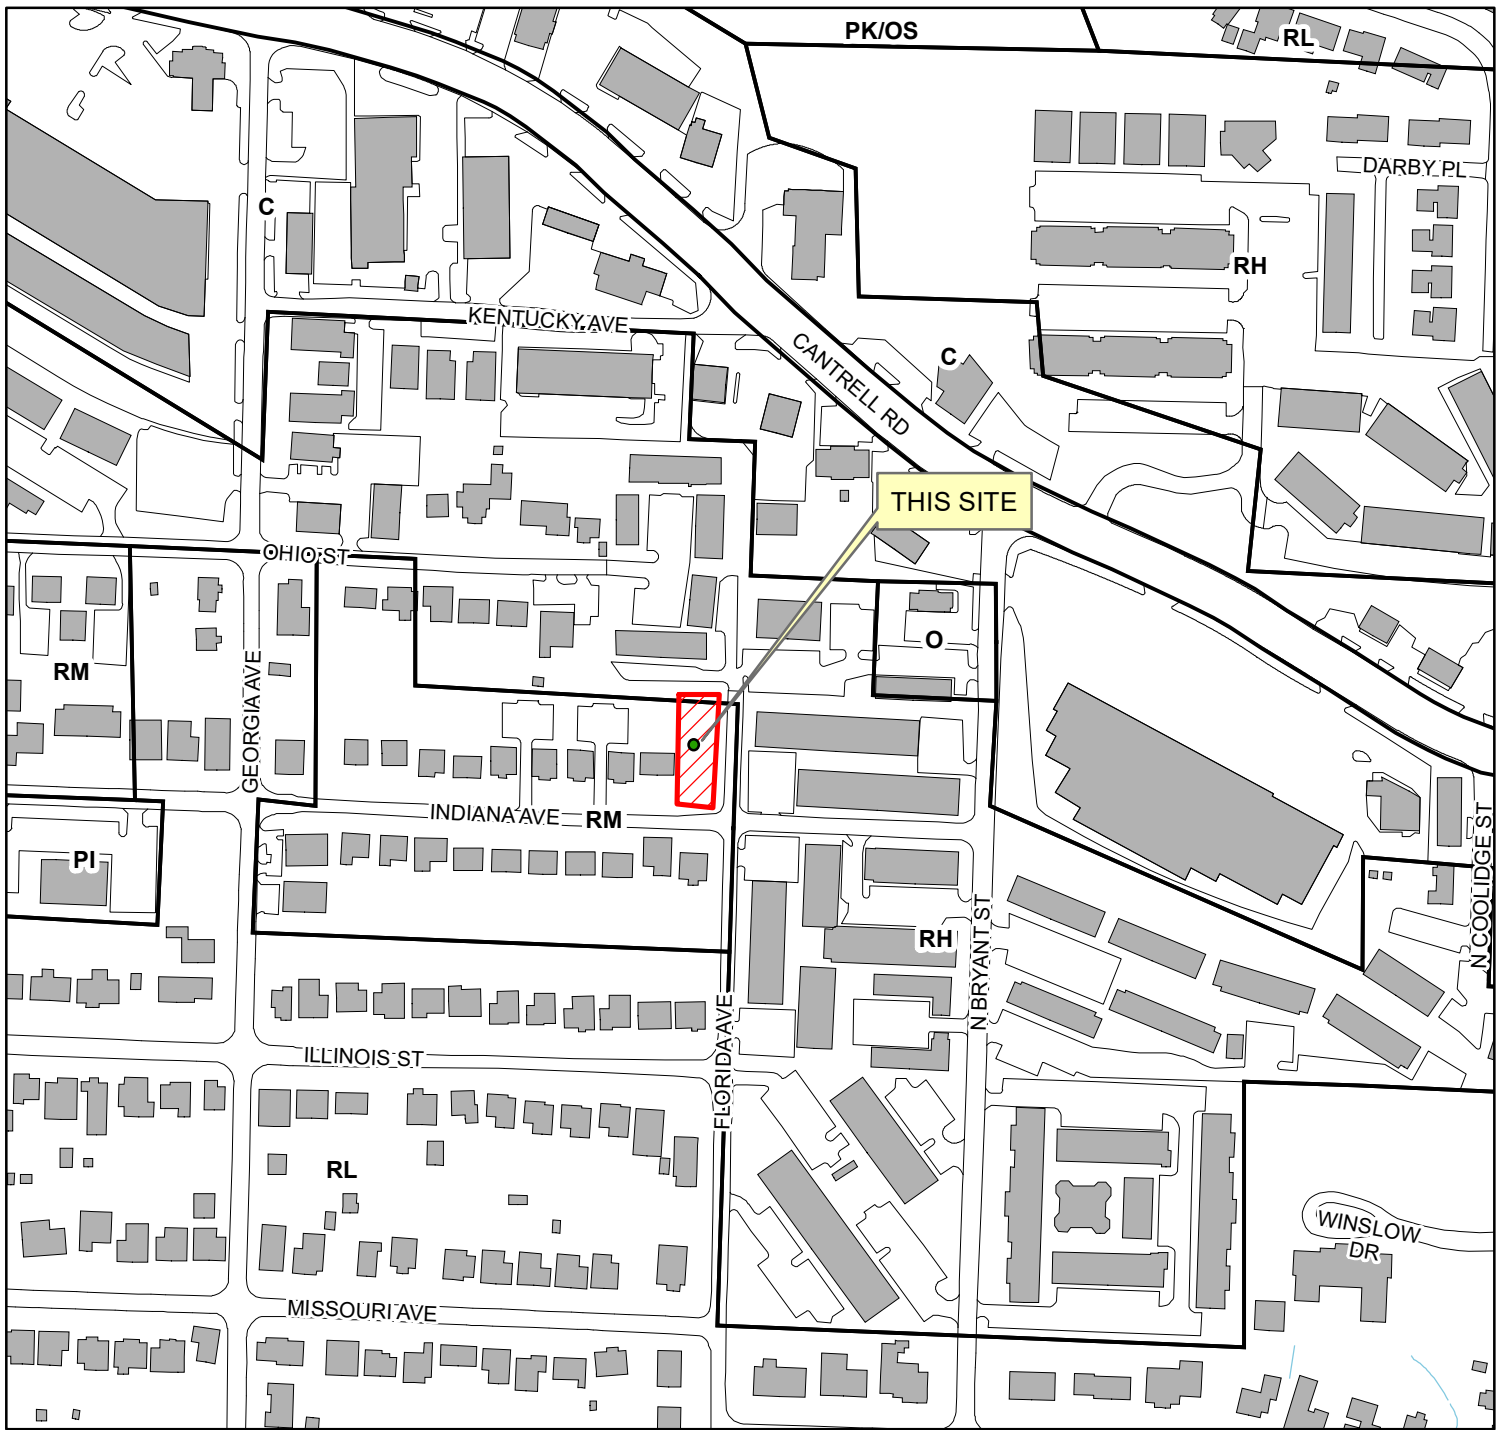 PK/OS
RL
DARBY PL
C
RH
KENTUCKY AVE
CANTRELL RD
C
THIS SITE
OHIO ST
O
RM
GEORGIA AVE
INDIANA AVE
RM
N COOLIDGE ST
PI
RH
N BRYANT ST
FLORIDA AVE
ILLINOIS ST
RL
WINSLOW
DR
MISSOURI AVE